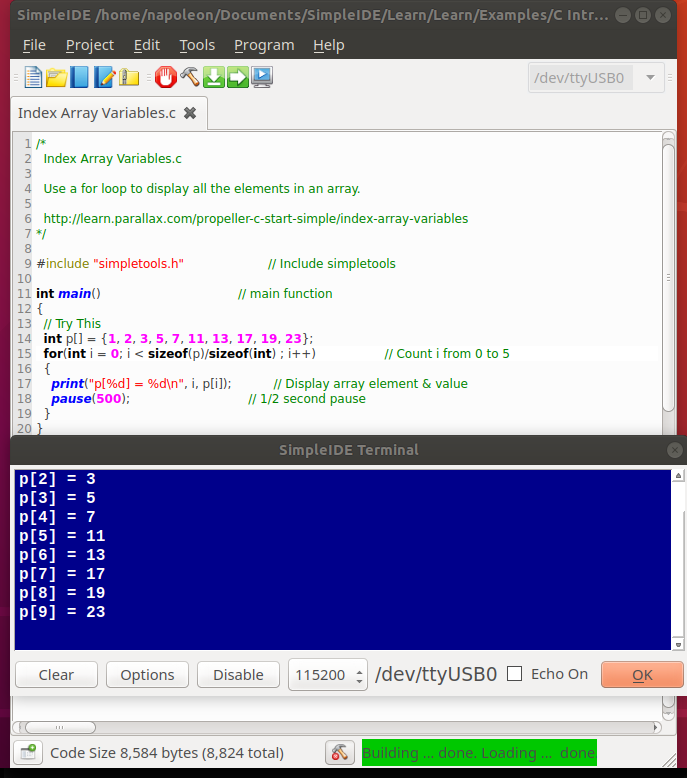 SimpleIDE /home/napoleon/Documents/SimpleIDE/Learn/Learn/Examples/C Intr...
File Project Edit Tools Program Help
/dev/ttyUSB0
Index Array Variables.c
1 /*
2 Index Array Variables.c
3
4 Use a for loop to display all the elements in an array.
5
6 http://learn.parallax.com/propeller-c-start-simple/index-array-variables
7 */
8
9 #include "simpletools.h" // Include simpletools
10
11 int main() // main function
12 {
13 // Try This
14 int p[] = {1, 2, 3, 5, 7, 11, 13, 17, 19, 23};
15 for(int i = 0; i < sizeof(p)/sizeof(int) ; i++) // Count i from 0 to 5
16 {
17 print("p[%d] = %d\n", i, p[i]); // Display array element & value
18 pause(500); // 1/2 second pause
19 }
20 }
SimpleIDE Terminal
p[2] = 3
p[3] = 5
p[4] = 7
p[5] = 11
p[6] = 13
p[7] = 17
p[8] = 19
p[9] = 23
Clear Options Disable 115200 /dev/ttyUSB0 Echo On OK
Code Size 8,584 bytes (8,824 total) Building ... done. Loading ... done